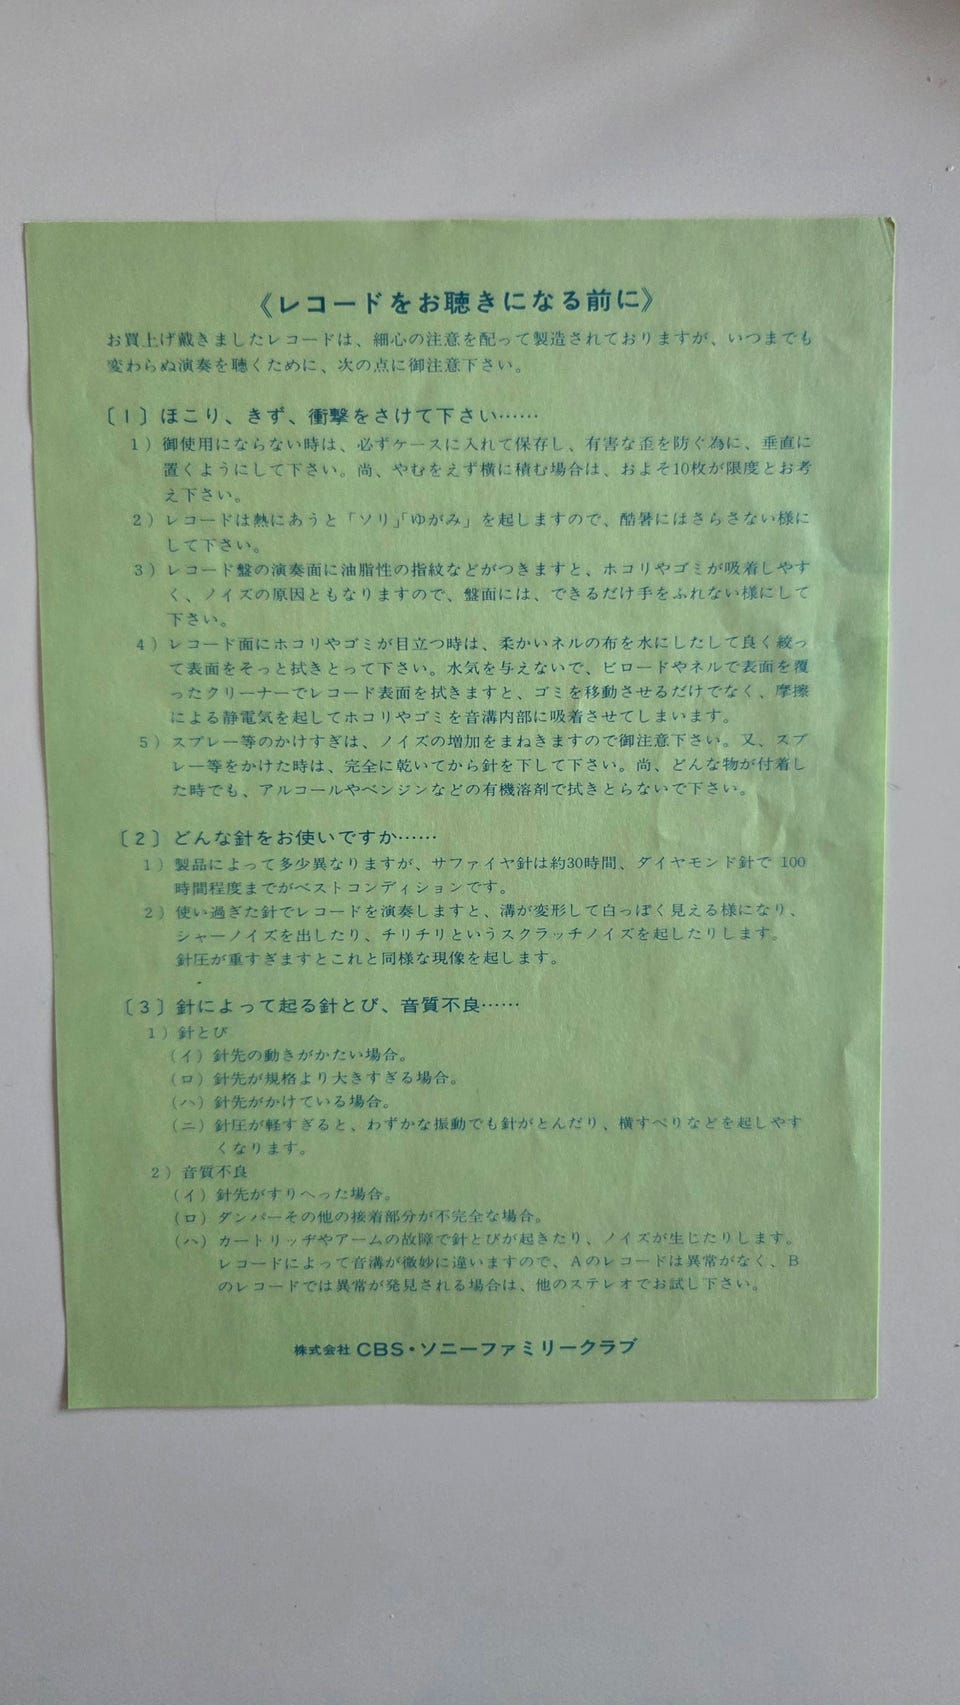 《レコードをお聴きになる前に》
お買上げ戴きましたレコードは、細心の注意を配って製造されておりますが、いつまでも
変わらぬ演奏を聴くために、次の点に御注意下さい。
〔１〕ほこり、きず、衝撃をさけて下さい……
１）御使用にならない時は、必ずケースに入れて保存し、有害な歪を防ぐ為に、垂直に
置くようにして下さい。尚、やむをえず横に積む場合は、およそ10枚が限度とお考
え下さい。
２）レコードは熱にあうと「ソリ」「ゆがみ」を起しますので、酷暑にはさらさない様に
して下さい。
３）レコード盤の演奏面に油脂性の指紋などがつきますと、ホコリやゴミが吸着しやす
く、ノイズの原因ともなりますので、盤面には、できるだけ手をふれない様にして
下さい。
４）レコード面にホコリやゴミが目立つ時は、柔かいネルの布を水にしたして良く絞っ
て表面をそっと拭きとって下さい。水気を与えないで、ビロードやネルで表面を覆
ったクリーナーでレコード表面を拭きますと、ゴミを移動させるだけでなく、摩擦
による静電気を起してホコリやゴミを音溝内部に吸着させてしまいます。
５）スプレー等のかけすぎは、ノイズの増加をまねきますので御注意下さい。又、スプ
レー等をかけた時は、完全に乾いてから針を下して下さい。尚、どんな物が付着し
た時でも、アルコールやベンジンなどの有機溶剤で拭きとらないで下さい。
〔２〕どんな針をお使いですか……
１）製品によって多少異なりますが、サファイヤ針は約30時間、ダイヤモンド針で 100
時間程度までがベストコンディションです。
２）使い過ぎた針でレコードを演奏しますと、溝が変形して白っぽく見える様になり、
シャーノイズを出したり、チリチリというスクラッチノイズを起したりします。
針圧が重すぎますとこれと同様な現像を起します。
〔３〕針によって起る針とび、音質不良……
１）針とび
（イ）針先の動きがかたい場合。
（ロ）針先が規格より大きすぎる場合。
（ハ）針先がかけている場合。
（ニ）針圧が軽すぎると、わずかな振動でも針がとんだり、横すべりなどを起しやす
くなります。
２）音質不良
（イ）針先がすりへった場合。
（ロ）ダンパーその他の接着部分が不完全な場合。
（ハ）カートリッヂやアームの故障で針とびが起きたり、ノイズが生じたりします。
レコードによって音溝が微妙に違いますので、Ａのレコードは異常がなく、Ｂ
のレコードでは異常が発見される場合は、他のステレオでお試し下さい。
株式会社 CBS・ソニーファミリークラブ